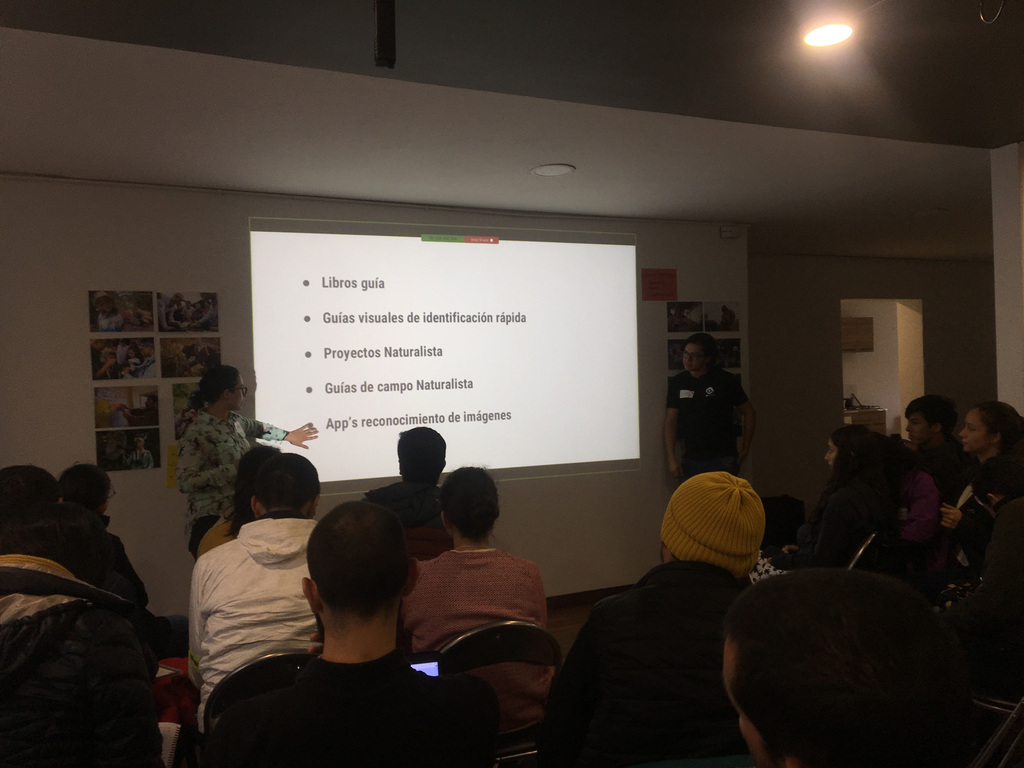 ● Libros guía
● Guías visuales de identificación rápida
● Proyectos Naturalista
● Guías de campo Naturalista
● App's reconocimiento de imágenes